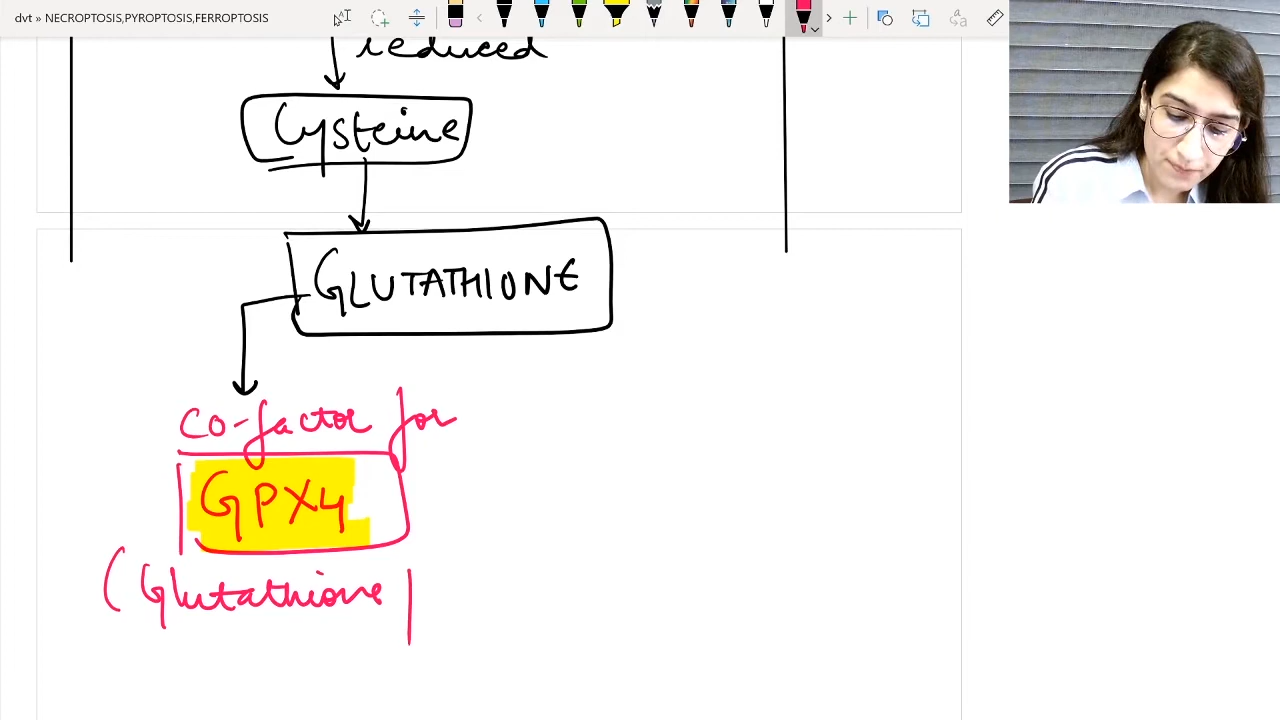 dvt » NECROPTOSIS,PYROPTOSIS,FERROPTOSIS
reduced
Cysteine
GLUTATHIONE
Co-factor for
GPX4
(Glutathione